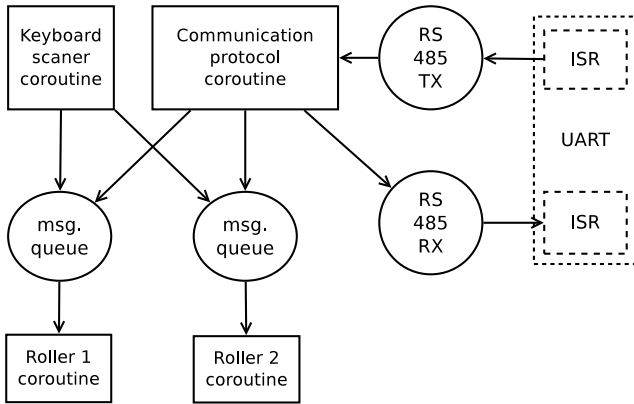 Keyboard
scaner
coroutine
Communication
protocol
coroutine
RS
485
TX
ISR
UART
msg.
queue
msg.
queue
RS
485
RX
ISR
Roller 1
coroutine
Roller 2
coroutine